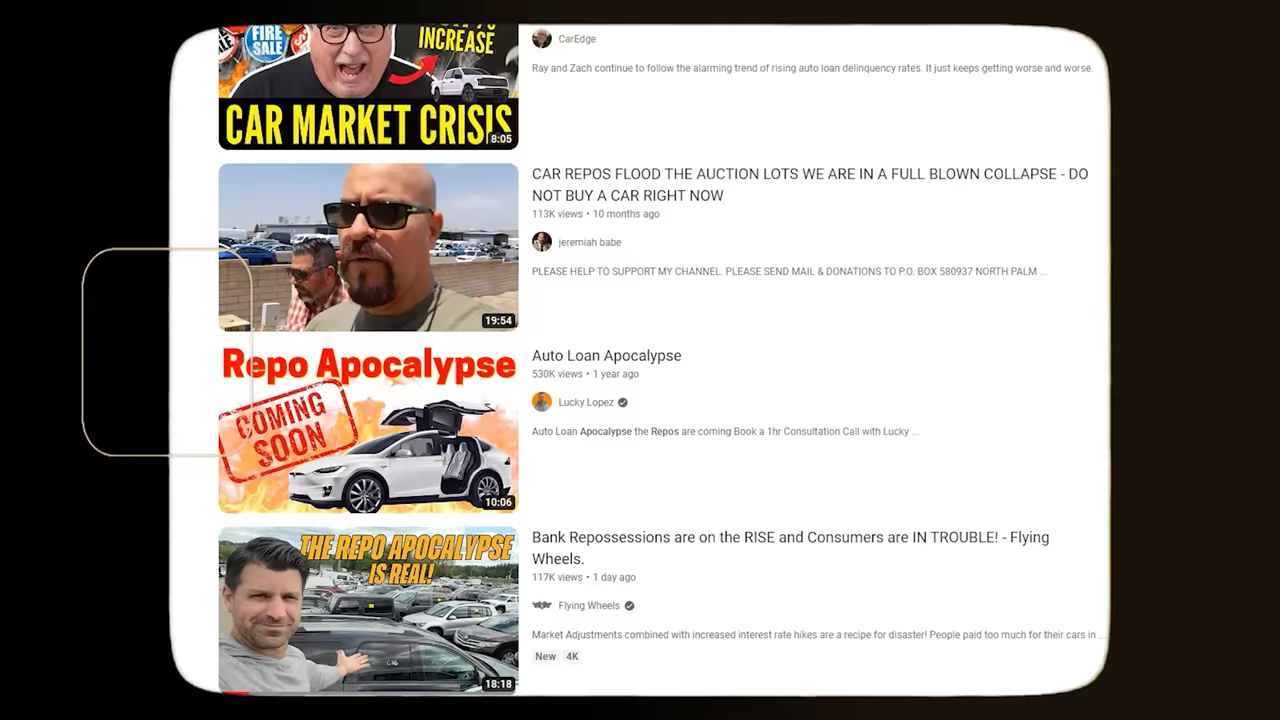 FIRE
SALE
INCREASE
CAR MARKET CRISIS
8:05
CarEdge
Ray and Zach continue to follow the alarming trend of rising auto loan delinquency rates. It just keeps getting worse and worse.
19:54
CAR REPOS FLOOD THE AUCTION LOTS WE ARE IN A FULL BLOWN COLLAPSE - DO
NOT BUY A CAR RIGHT NOW
113K views • 10 months ago
jeremiah babe
PLEASE HELP TO SUPPORT MY CHANNEL. PLEASE SEND MAIL & DONATIONS TO P.O. BOX 580937 NORTH PALM ...
Repo Apocalypse
COMING
SOON
10:06
Auto Loan Apocalypse
530K views • 1 year ago
Lucky Lopez
Auto Loan Apocalypse the Repos are coming Book a 1hr Consultation Call with Lucky ...
THE REPO APOCALYPSE
IS REAL!
18:18
Bank Repossessions are on the RISE and Consumers are IN TROUBLE! - Flying
Wheels.
117K views • 1 day ago
Flying Wheels
Market Adjustments combined with increased interest rate hikes are a recipe for disaster! People paid too much for their cars in ...
New 4K